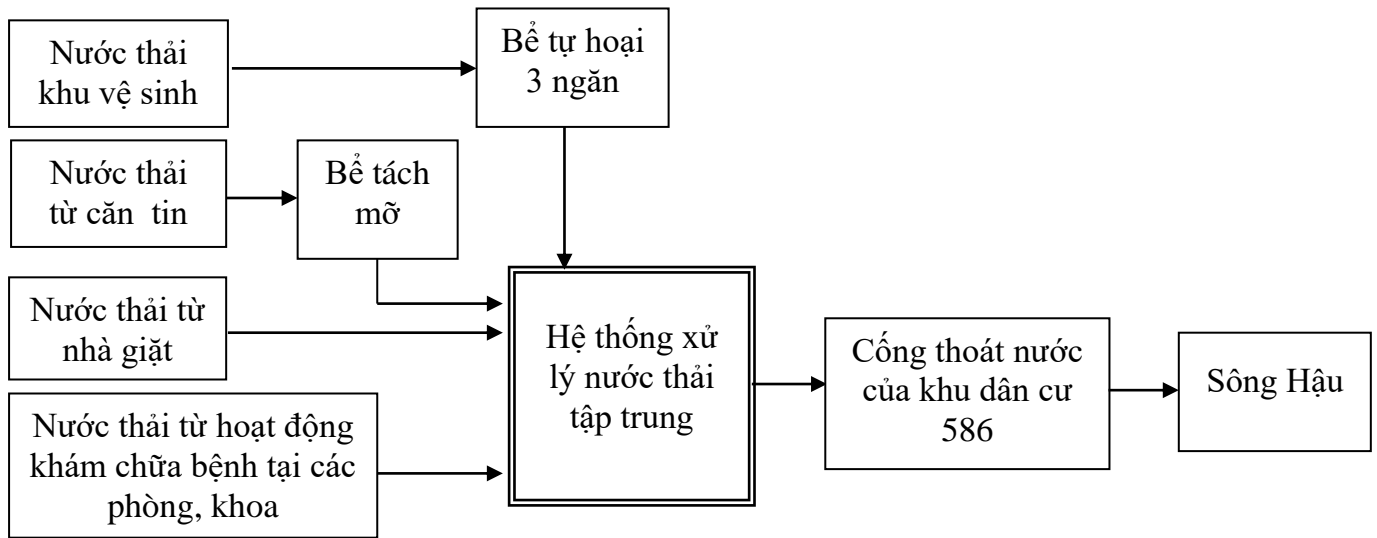 Nước thải
khu vệ sinh
Bể tự hoại
3 ngăn
Nước thải
từ căn tin
Bể tách
mỡ
Nước thải từ
nhà giặt
Nước thải từ hoạt động
khám chữa bệnh tại các
phòng, khoa
Hệ thống xử
lý nước thải
tập trung
Cống thoát nước
của khu dân cư
586
Sông Hậu